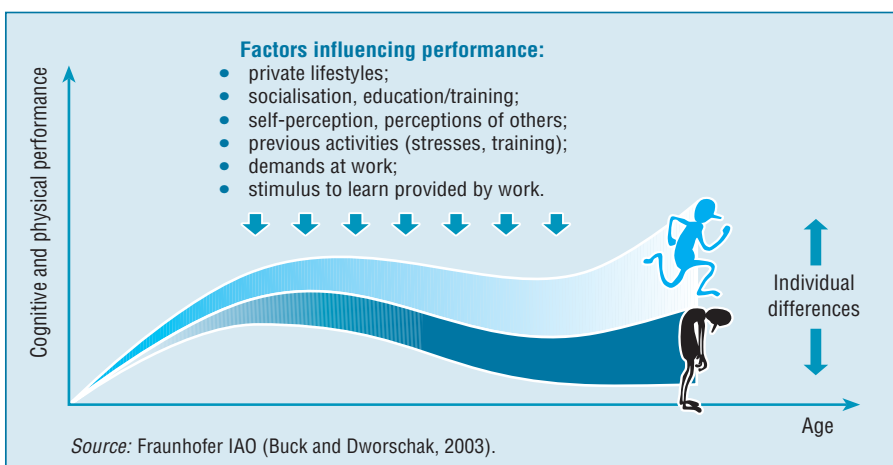 Factors influencing performance:
• private lifestyles;
• socialisation, education/training;
• self-perception, perceptions of others;
• previous activities (stresses, training);
• demands at work;
• stimulus to learn provided by work.
Cognitive and physical performance
Individual
differences
Age
Source: Fraunhofer IAO (Buck and Dworschak, 2003).